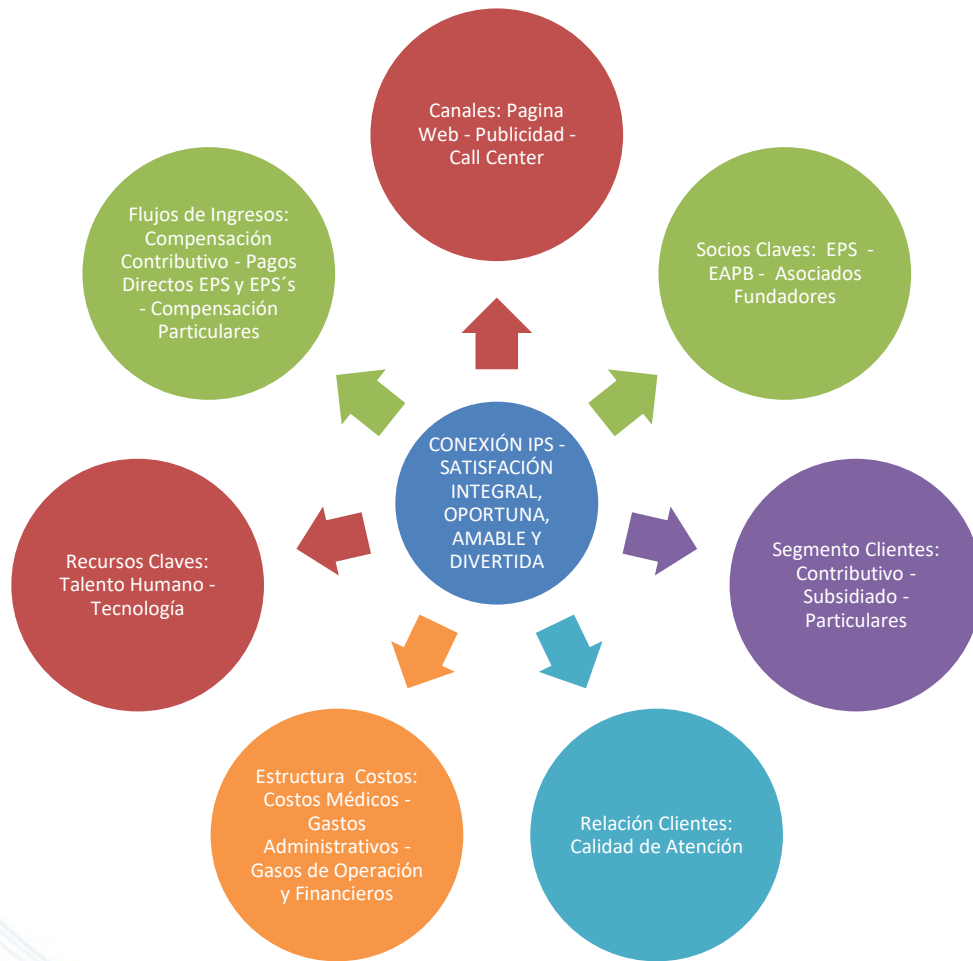 Canales: Pagina
Web - Publicidad -
Call Center
Socios Claves: EPS -
EAPB - Asociados
Fundadores
Segmento Clientes:
Contributivo -
Subsidiado -
Particulares
Relación Clientes:
Calidad de Atención
Estructura Costos:
Costos Médicos -
Gastos
Administrativos -
Gasos de Operación
y Financieros
Recursos Claves:
Talento Humano -
Tecnología
Flujos de Ingresos:
Compensación
Contributivo - Pagos
Directos EPS y EPS´s
- Compensación
Particulares
CONEXIÓN IPS -
SATISFACIÓN
INTEGRAL,
OPORTUNA,
AMABLE Y
DIVERTIDA